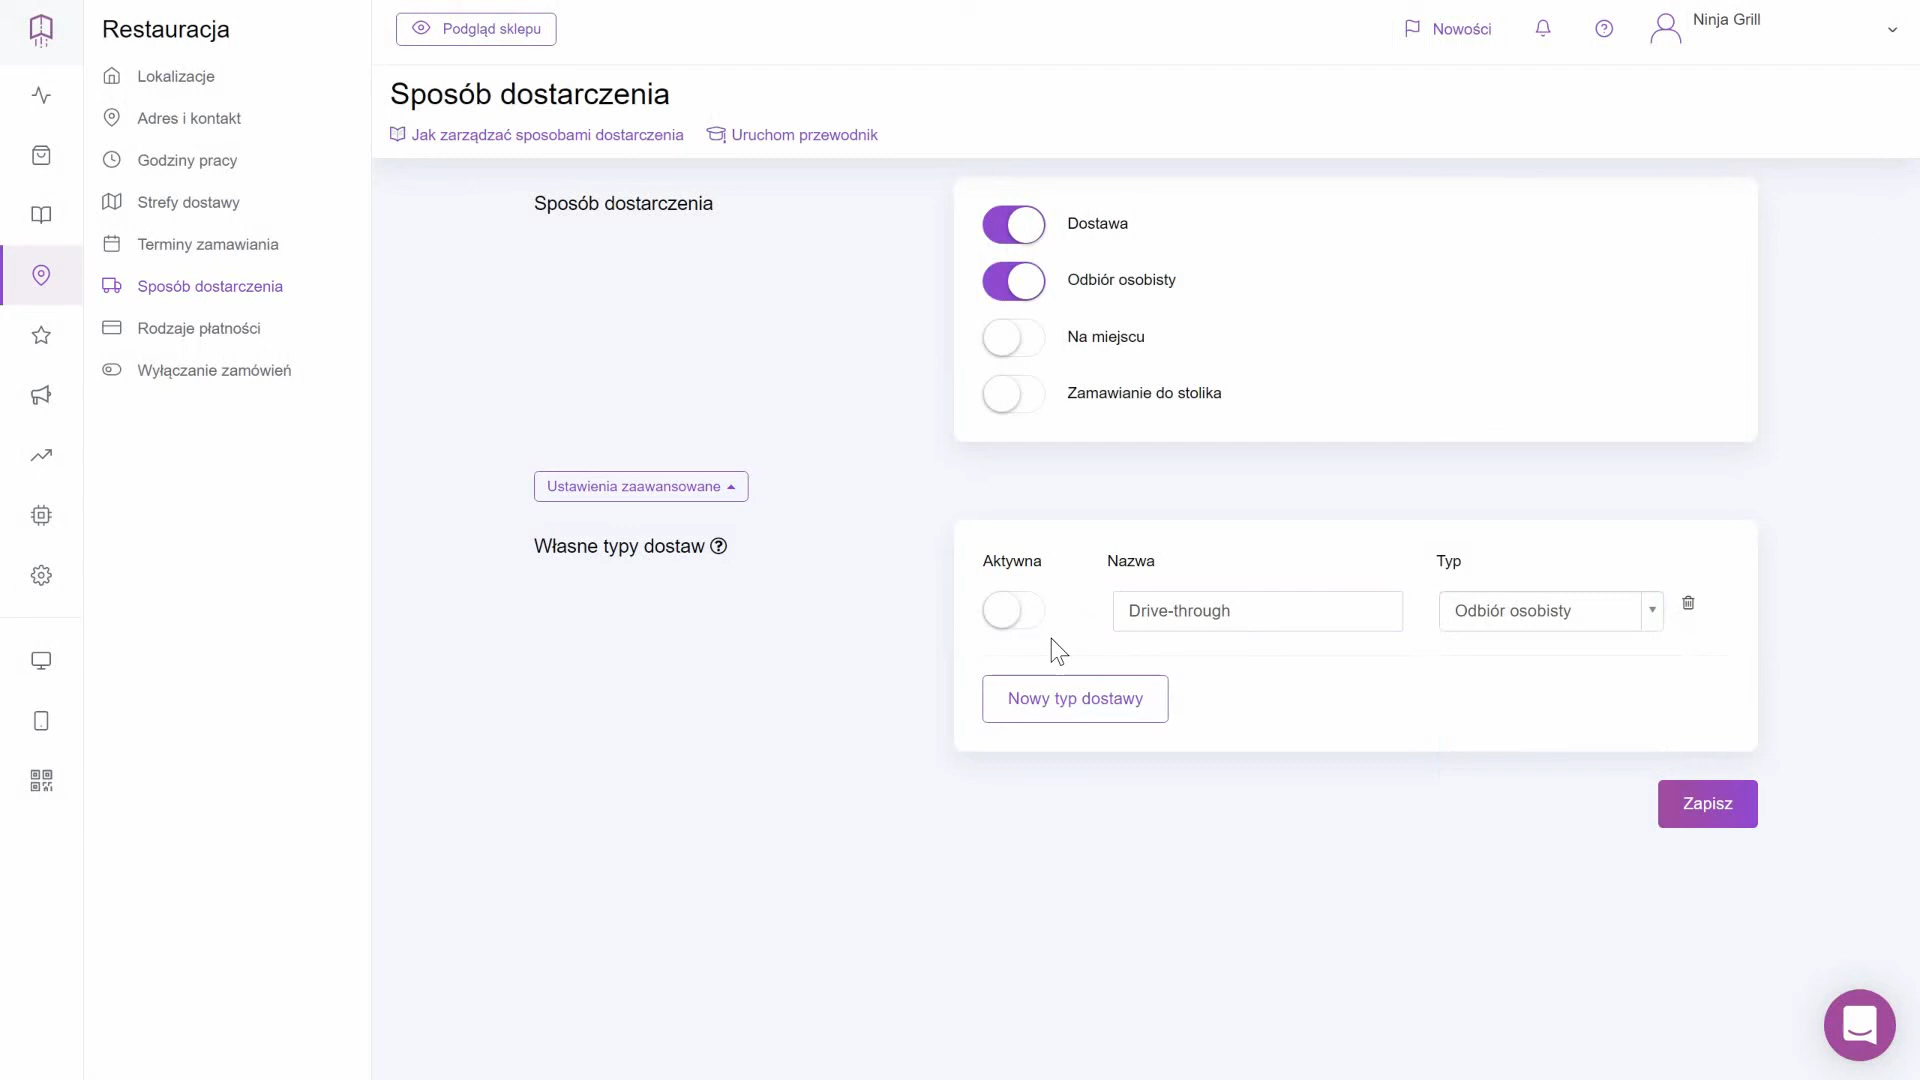 Restauracja
Lokalizacje
Adres i kontakt
Godziny pracy
Strefy dostawy
Terminy zamawiania
Sposób dostarczenia
Rodzaje płatności
Wyłączanie zamówień
Podgląd sklepu
Nowości
Ninja Grill
Sposób dostarczenia
Jak zarządzać sposobami dostarczenia
Uruchom przewodnik
Sposób dostarczenia
Dostawa
Odbiór osobisty
Na miejscu
Zamawianie do stolika
Ustawienia zaawansowane
Własne typy dostaw
Aktywna Nazwa Typ
Drive-through Odbiór osobisty
Nowy typ dostawy
Zapisz